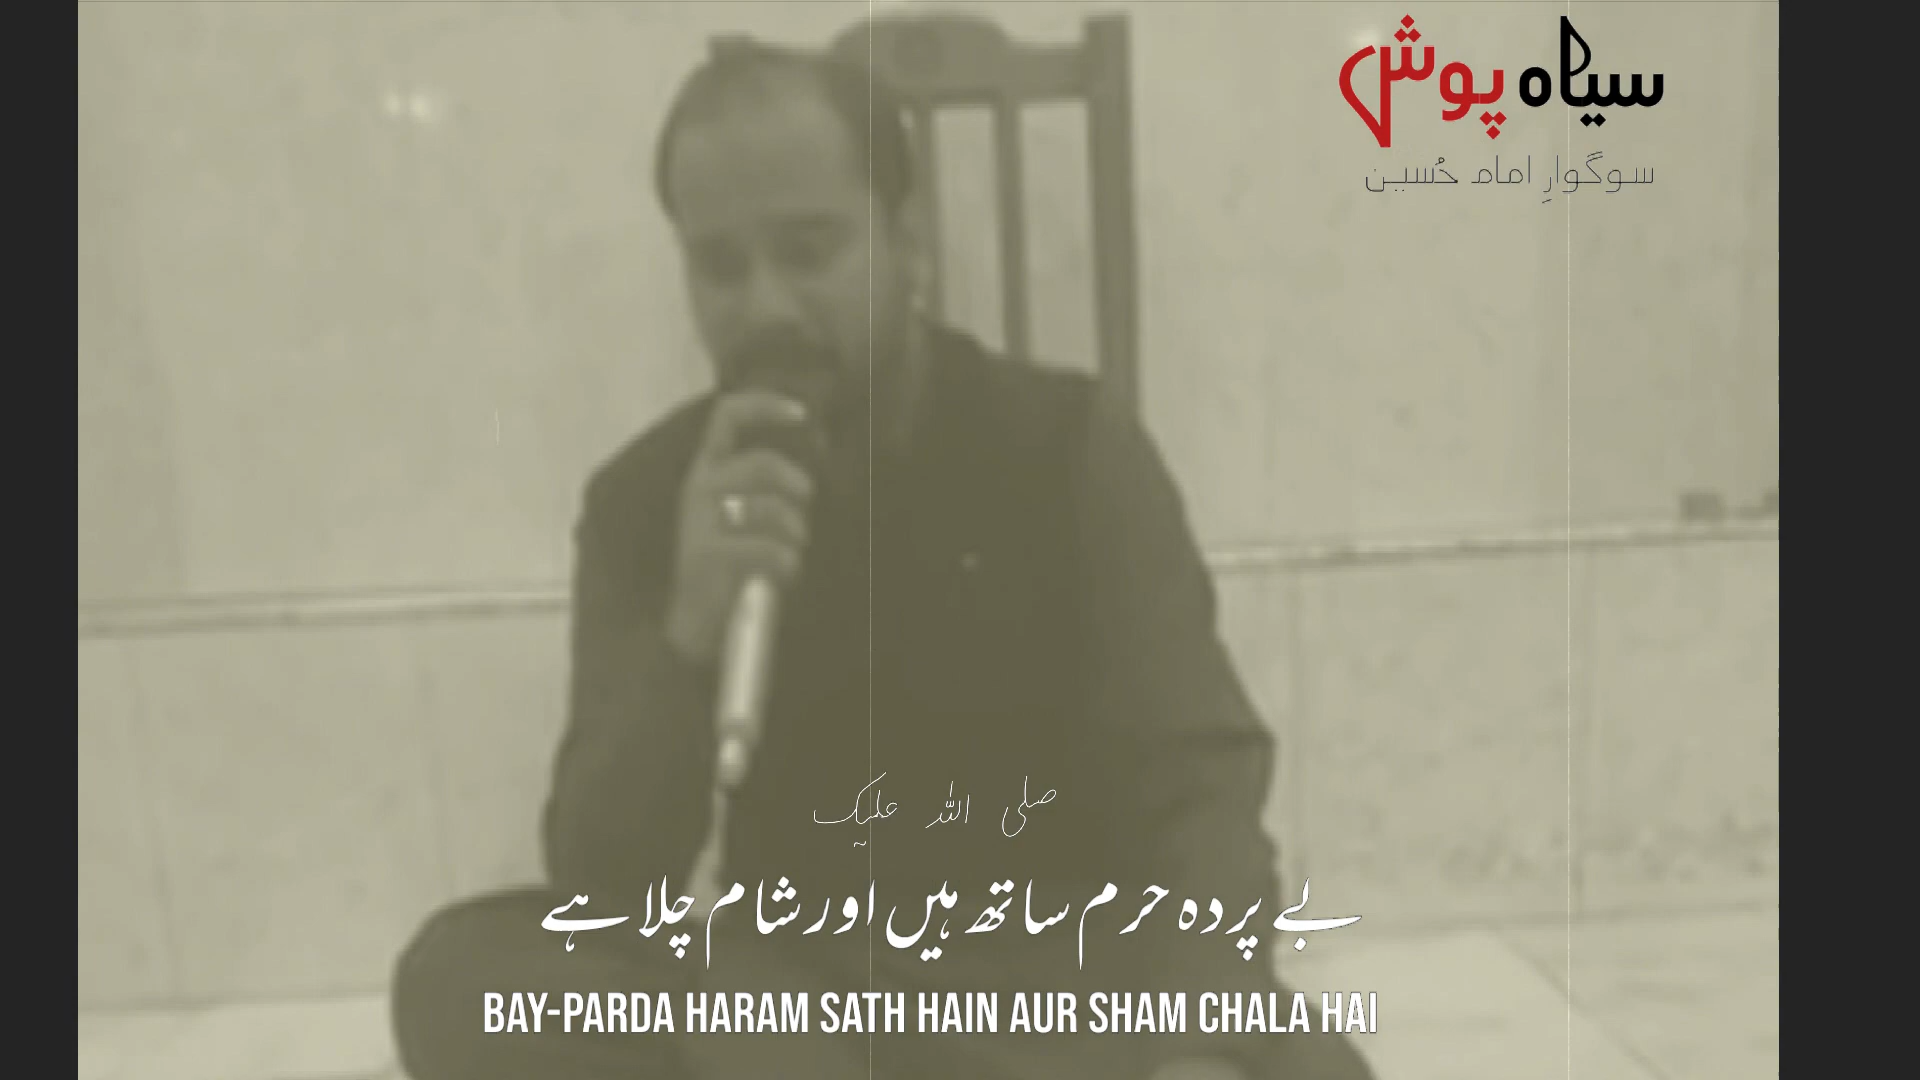 سیاہ پوش
سوگوارِ امام حُسین
صلی اللہ علیک
بے پردہ حرم ساتھ ہیں اور شام چلا ہے
BAY-PARDA HARAM SATH HAIN AUR SHAM CHALA HAI